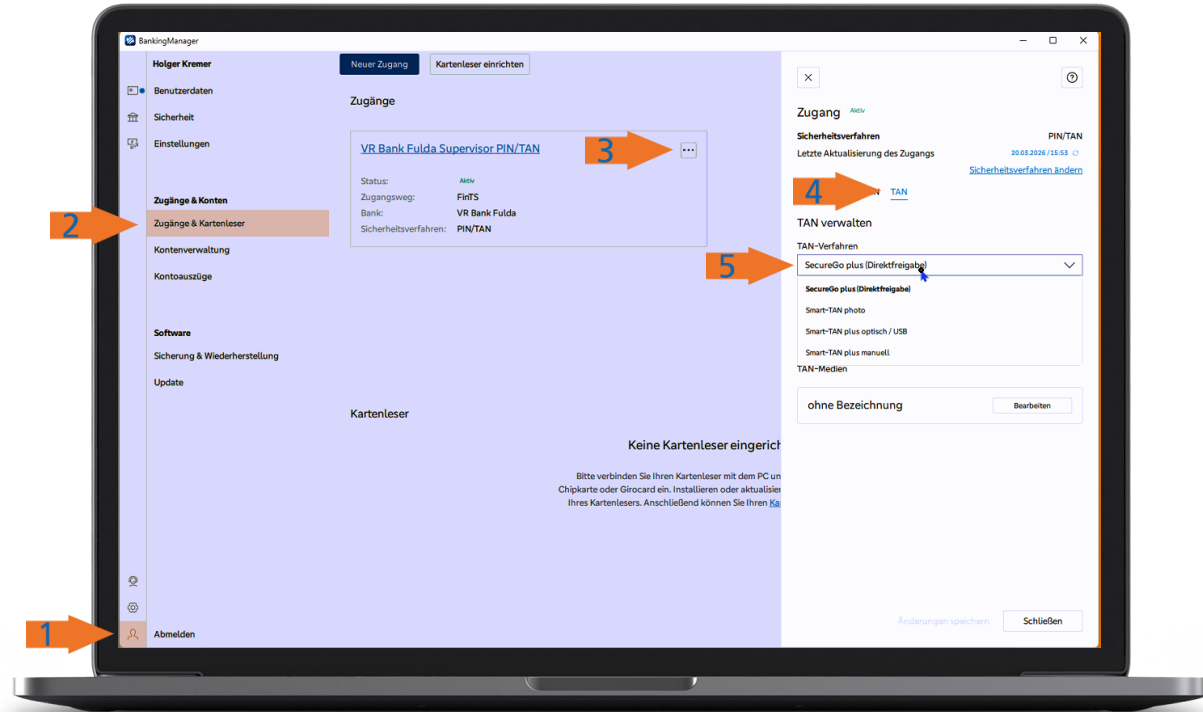 BankingManager
Holger Kremer
Benutzerdaten
Sicherheit
Einstellungen
Zugänge & Konten
2
Zugänge & Kartenleser
Kontenverwaltung
Kontoauszüge
Software
Sicherung & Wiederherstellung
Update
1
Abmelden
Neuer Zugang
Kartenleser einrichten
Zugänge
VR Bank Fulda Supervisor PIN/TAN
3
Status: Aktiv
Zugangsweg: FinTS
Bank: VR Bank Fulda
Sicherheitsverfahren: PIN/TAN
Kartenleser
Keine Kartenleser eingerich
Bitte verbinden Sie Ihren Kartenleser mit dem PC un
Chipkarte oder Girocard ein. Installieren oder aktualisier
Ihres Kartenlesers. Anschließend können Sie Ihren Ka
Zugang Aktiv
Sicherheitsverfahren PIN/TAN
Letzte Aktualisierung des Zugangs 20.03.2026 / 15:53
Sicherheitsverfahren ändern
4 N TAN
TAN verwalten
TAN-Verfahren
5
SecureGo plus (Direktfreigabe)
SecureGo plus (Direktfreigabe)
Smart-TAN photo
Smart-TAN plus optisch / USB
Smart-TAN plus manuell
TAN-Medien
ohne Bezeichnung Bearbeiten
Änderungen speichern Schließen